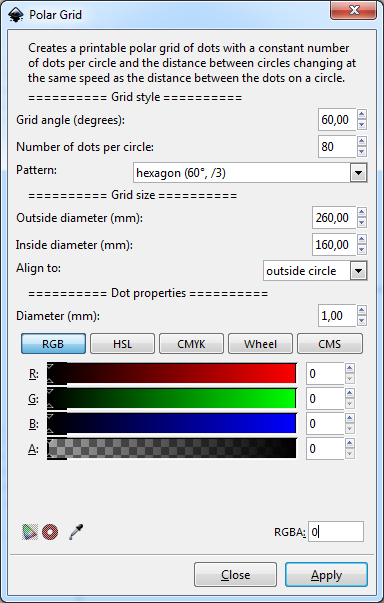 Polar Grid
Creates a printable polar grid of dots with a constant number
of dots per circle and the distance between circles changing at
the same speed as the distance between the dots on a circle.
========== Grid style ==========
Grid angle (degrees): 60,00
Number of dots per circle: 80
Pattern: hexagon (60°, /3)
========== Grid size ==========
Outside diameter (mm): 260,00
Inside diameter (mm): 160,00
Align to: outside circle
========== Dot properties ==========
Diameter (mm): 1,00
RGB HSL CMYK Wheel CMS
R: 0
G: 0
B: 0
A: 0
RGBA: 0
Close Apply